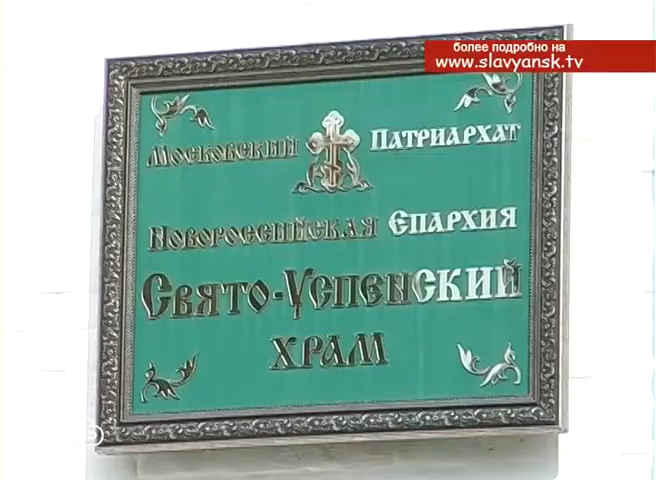 более подробно на
www.slavyansk.tv
Московский Патриархат
Новороссийская Епархия
Свято-Успенский
храм